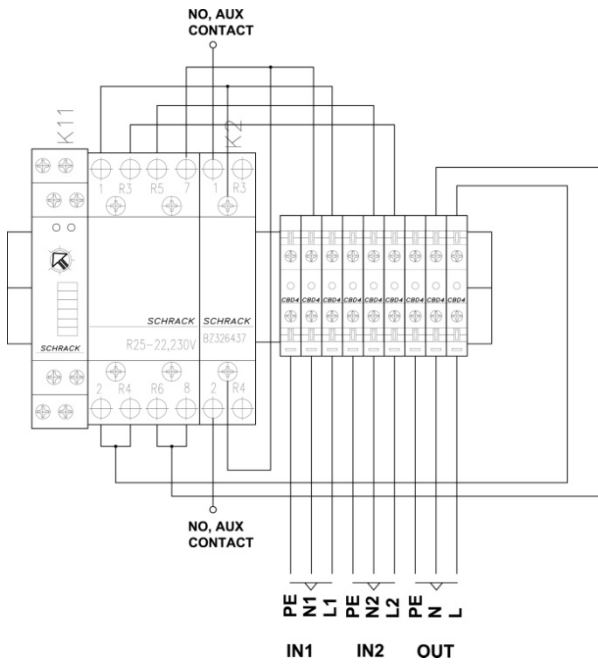 NO, AUX
CONTACT
K11
K2
1 R3 R5 7 1 R3
CBD4 CBD4 CBD4 CBD4 CBD4 CBD4 CBD4 CBD4 CBD4
SCHRACK SCHRACK
R25-22,230V BZ326437
SCHRACK
2 R4 R6 8 2 R4
NO, AUX
CONTACT
PE N1 L1 PE N2 L2 PE N L
IN1 IN2 OUT